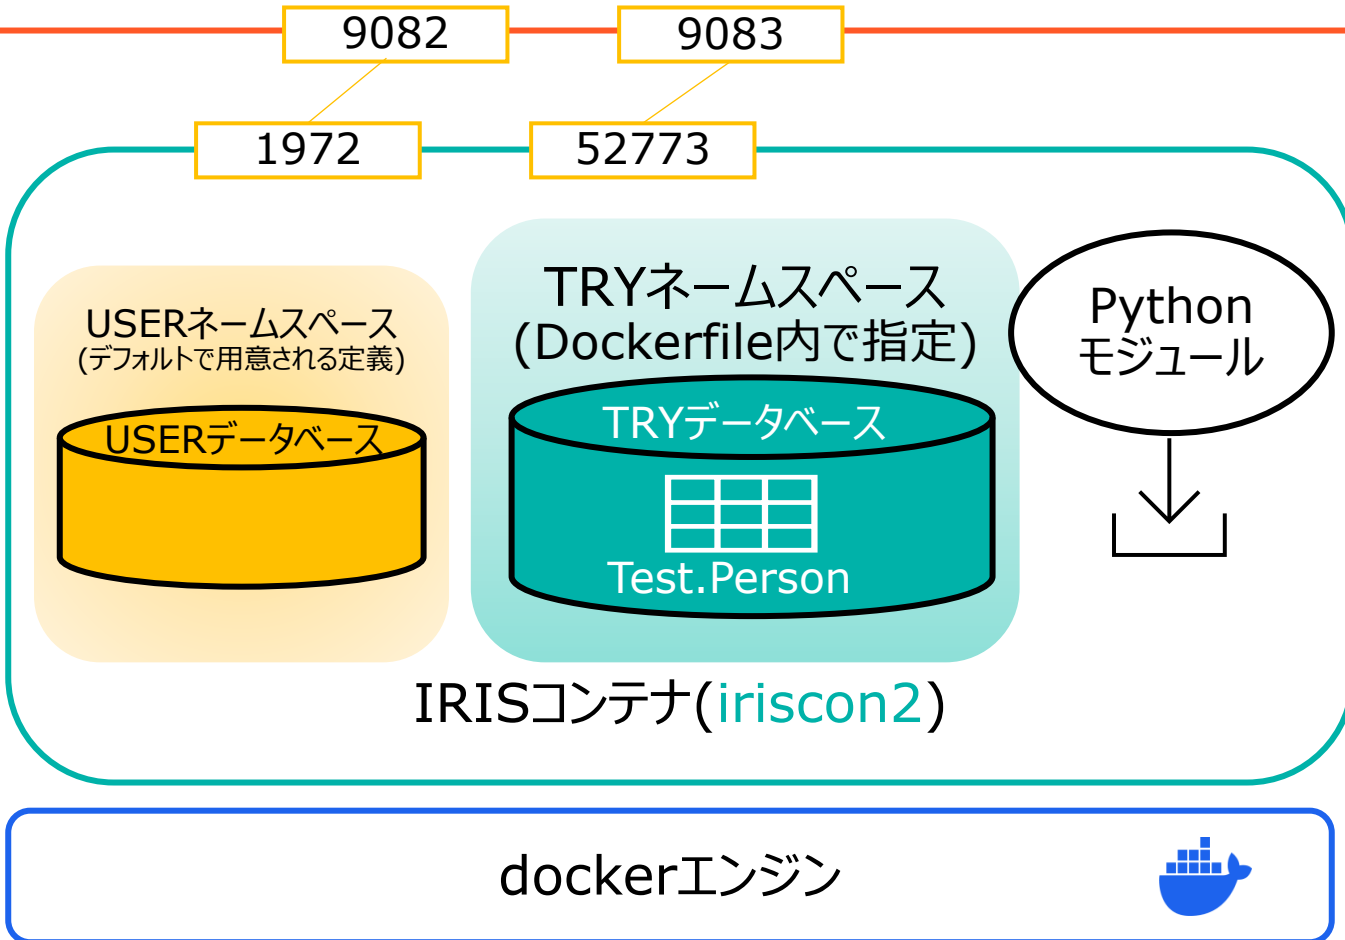 9082
9083
1972
52773
USERネームスペース
(デフォルトで用意される定義)
USERデータベース
TRYネームスペース
(Dockerfile内で指定)
TRYデータベース
Test.Person
Python
モジュール
IRISコンテナ(iriscon2)
dockerエンジン